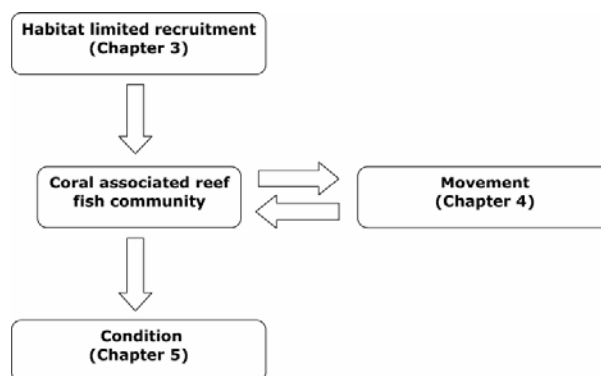 Habitat limited recruitment
(Chapter 3)
Coral associated reef
fish community
Movement
(Chapter 4)
Condition
(Chapter 5)